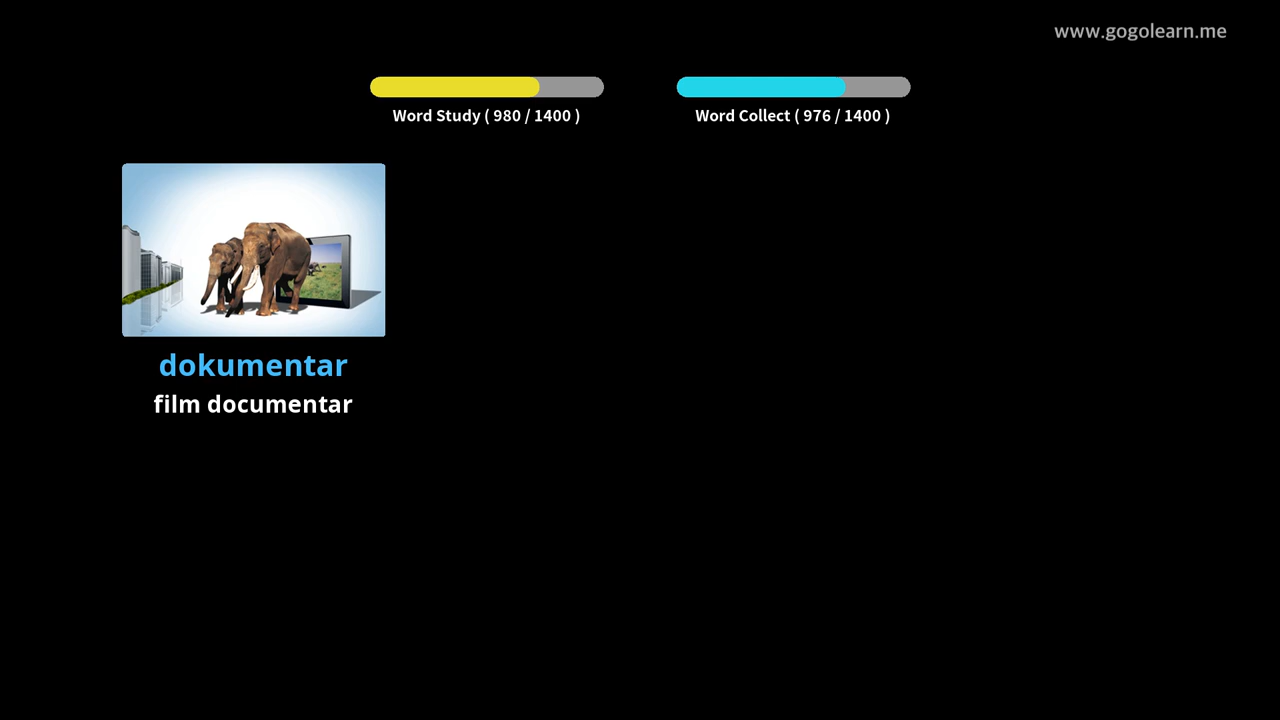 www.gogolearn.me
Word Study ( 980 / 1400 )
Word Collect ( 976 / 1400 )
dokumentar
film documentar